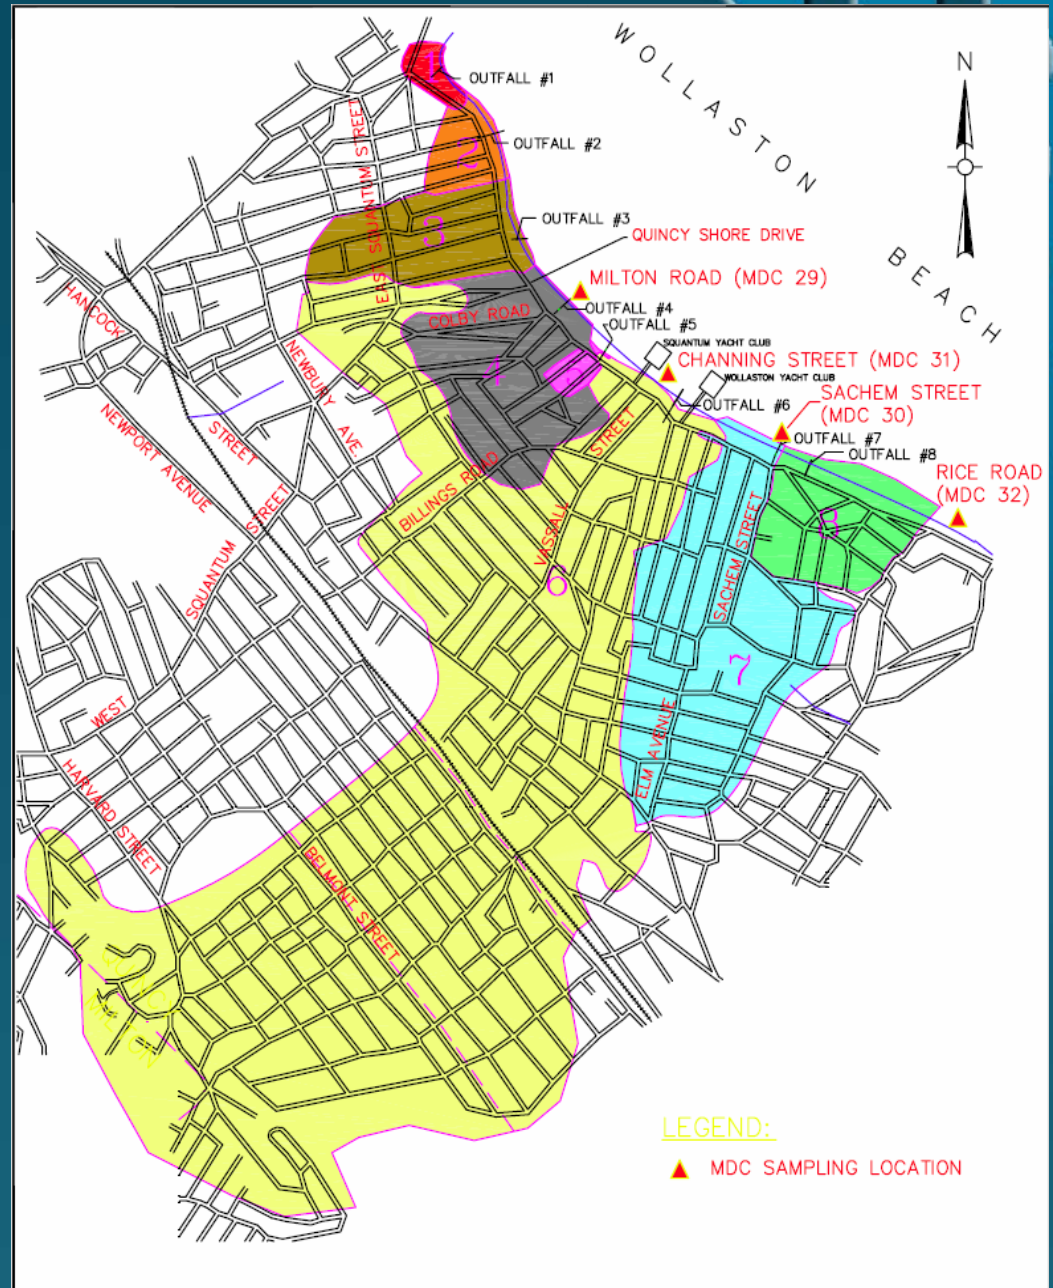 WOLLASTON
BEACH
N
1
OUTFALL #1
2
OUTFALL #2
3
OUTFALL #3
EAST SQUANTUM STREET
QUINCY SHORE DRIVE
MILTON ROAD (MDC 29)
OUTFALL #4
OUTFALL #5
SQUANTUM YACHT CLUB
CHANNING STREET (MDC 31)
WOLLASTON YACHT CLUB
OUTFALL #6
SACHEM STREET
(MDC 30)
OUTFALL #7
OUTFALL #8
RICE ROAD
(MDC 32)
COLBY ROAD
4
5
HANCOCK
STREET
NEWBURY
AVE.
NEWPORT AVENUE
BILLINGS ROAD
VASSALL
STREET
6
SACHEM STREET
8
7
ELM AVENUE
WEST
SQUANTUM
STREET
HARVARD STREET
BELMONT STREET
QUINCY
MILTON
LEGEND:
MDC SAMPLING LOCATION